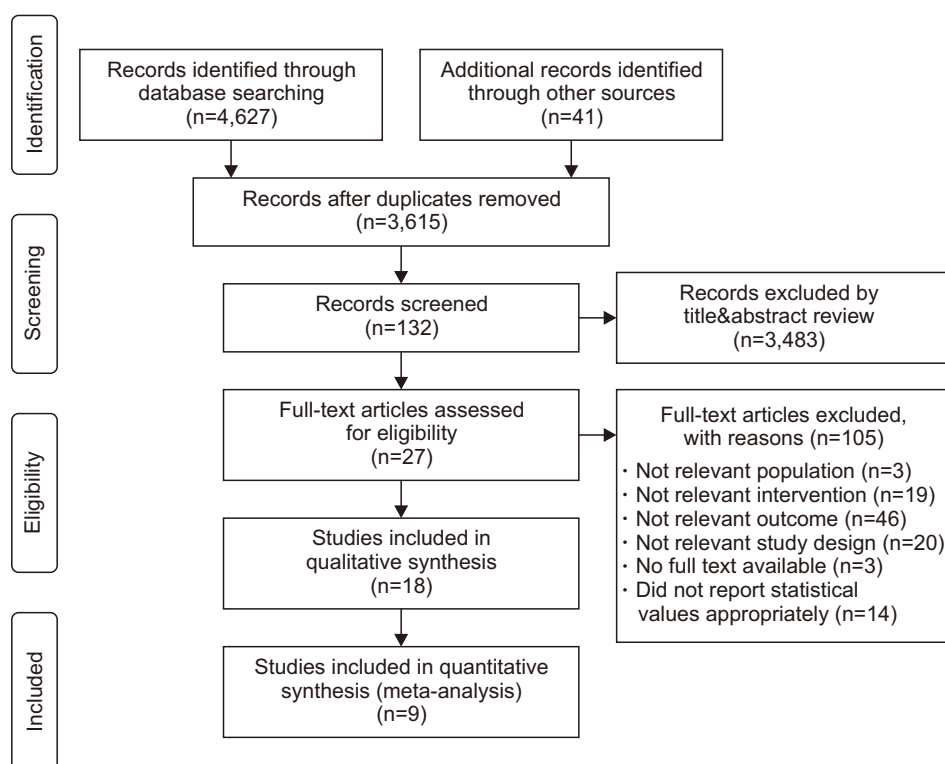 Identification
Records identified through
database searching
(n=4,627)
Additional records identified
through other sources
(n=41)
Records after duplicates removed
(n=3,615)
Screening
Records screened
(n=132)
Records excluded by
title&abstract review
(n=3,483)
Eligibility
Full-text articles assessed
for eligibility
(n=27)
Full-text articles excluded,
with reasons (n=105)
· Not relevant population (n=3)
· Not relevant intervention (n=19)
· Not relevant outcome (n=46)
· Not relevant study design (n=20)
· No full text available (n=3)
· Did not report statistical
values appropriately (n=14)
Studies included in
qualitative synthesis
(n=18)
Included
Studies included in quantitative
synthesis (meta-analysis)
(n=9)